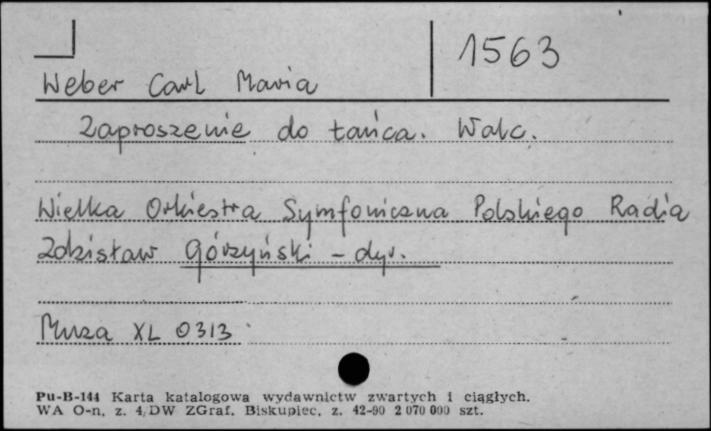 1563
Weber Carl Maria
Zaproszenie do tańca. Walc.
Wielka Orkiestra Symfoniczna Polskiego Radia
Zdzisław Górzyński - dyr.
Muza XL 0313
Pu-B-144 Karta katalogowa wydawnictw zwartych i ciągłych.
WA O-n, z. 4/DW ZGraf. Biskupiec, z. 42-90 2 070 000 szt.